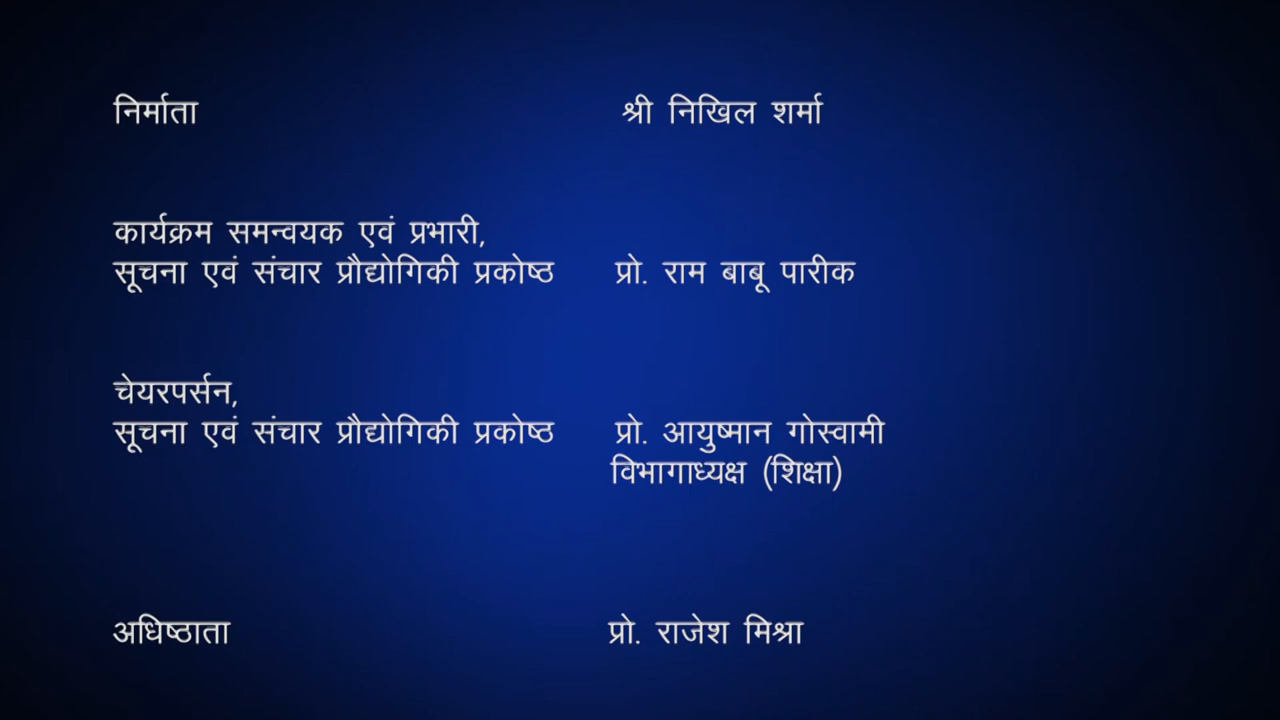 निर्माता श्री निखिल शर्मा
कार्यक्रम समन्वयक एवं प्रभारी,
सूचना एवं संचार प्रौद्योगिकी प्रकोष्ठ प्रो. राम बाबू पारीक
चेयरपर्सन,
सूचना एवं संचार प्रौद्योगिकी प्रकोष्ठ प्रो. आयुष्मान गोस्वामी
विभागाध्यक्ष (शिक्षा)
अधिष्ठाता प्रो. राजेश मिश्रा